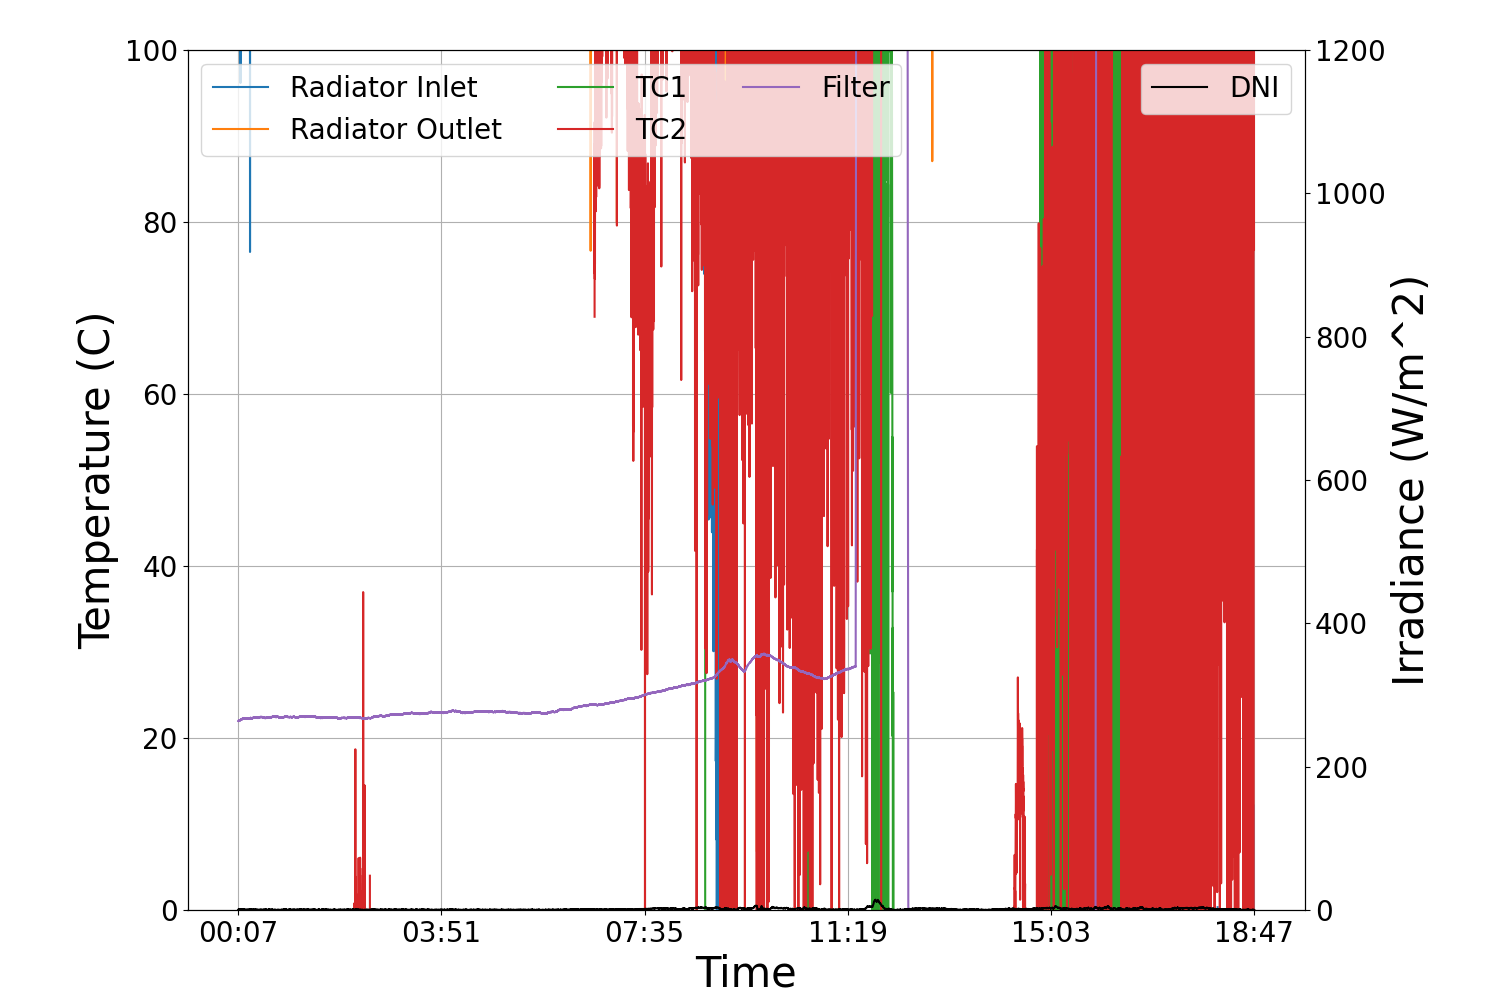 100
80
60
40
20
0
Temperature (C)
Radiator Inlet
Radiator Outlet
TC1
TC2
Filter
DNI
1200
1000
800
600
400
200
0
Irradiance (W/m^2)
00:07 03:51 07:35 11:19 15:03 18:47
Time